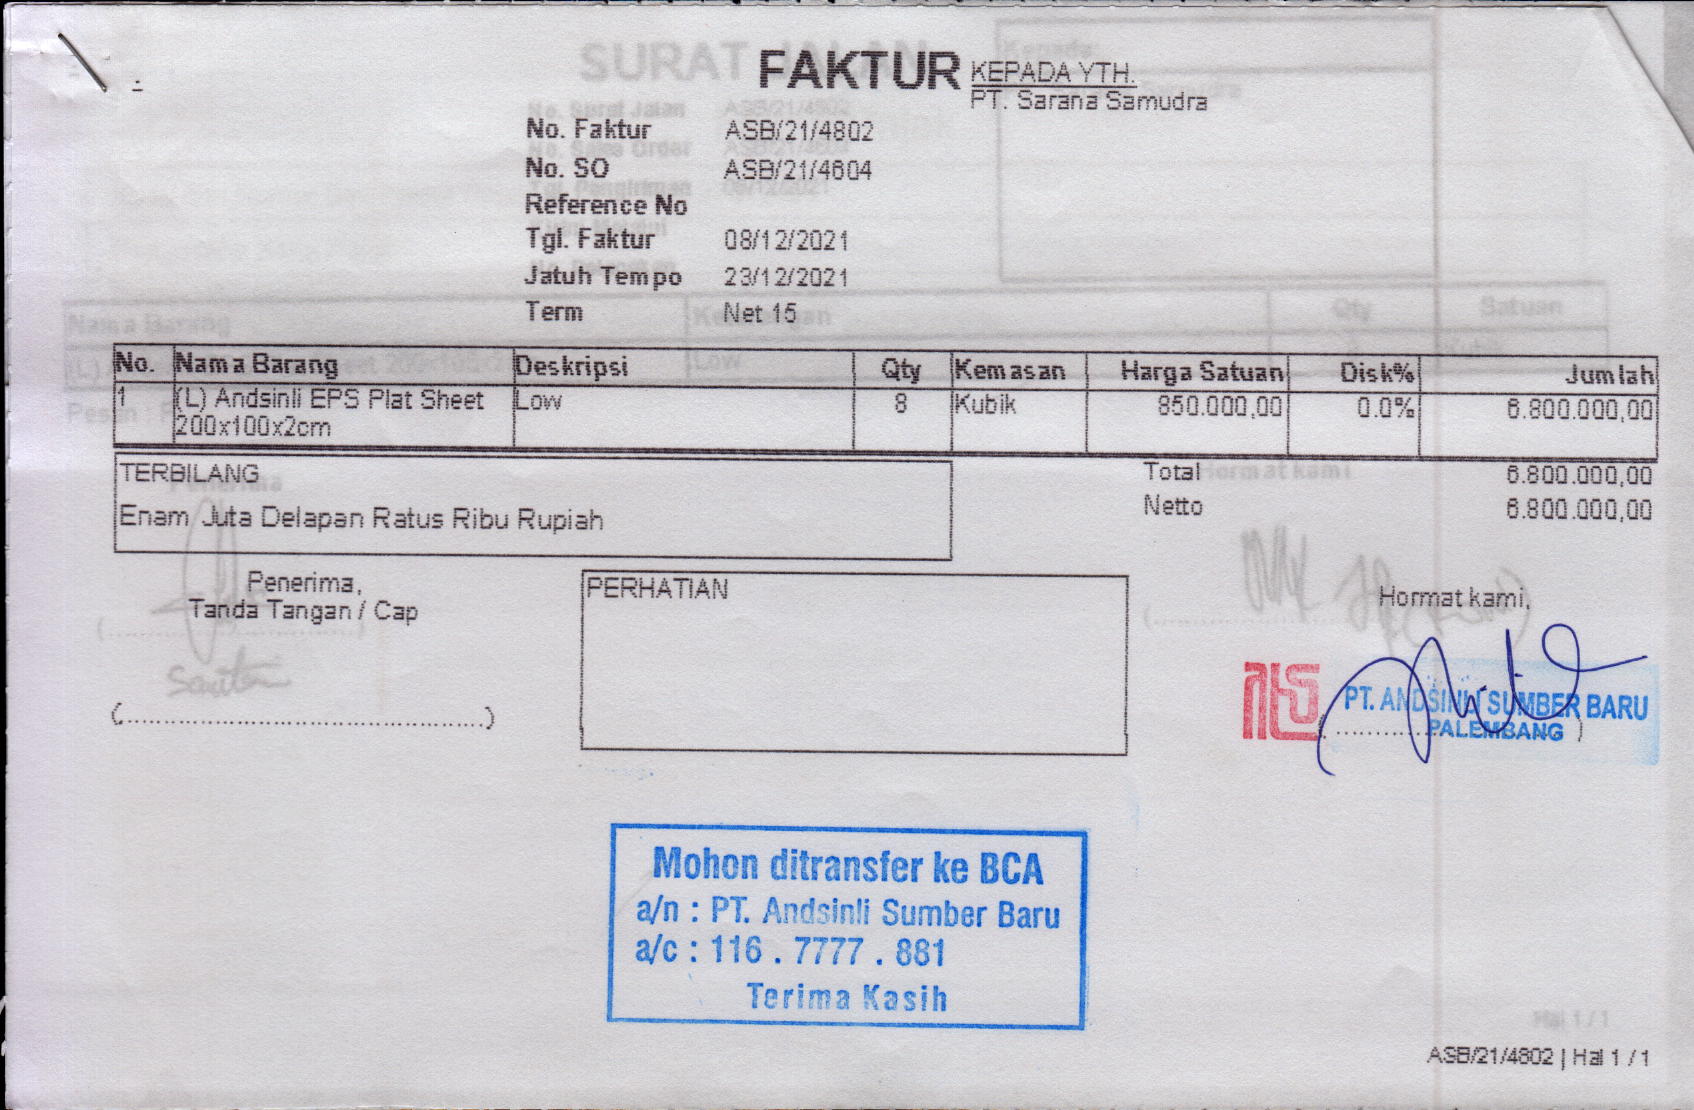 FAKTUR
KEPADA YTH.
PT. Sarana Samudra
No. Faktur ASB/21/4802
No. SO ASB/21/4604
Reference No
Tgl. Faktur 08/12/2021
Jatuh Tempo 23/12/2021
Term Net 15
No. Nama Barang Deskripsi Qty Kemasan Harga Satuan Disk% Jumlah
1 (L) Andsinli EPS Plat Sheet Low 8 Kubik 850.000,00 0.0% 6.800.000,00
200x100x2cm
TERBILANG
Enam Juta Delapan Ratus Ribu Rupiah
Total 6.800.000,00
Netto 6.800.000,00
Penerima,
Tanda Tangan / Cap
(................................................)
PERHATIAN
Hormat kami,
PT. ANDSINLI SUMBER BARU
PALEMBANG
Mohon ditransfer ke BCA
a/n : PT. Andsinli Sumber Baru
a/c : 116 . 7777 . 881
Terima Kasih
ASB/21/4802 | Hal 1 / 1